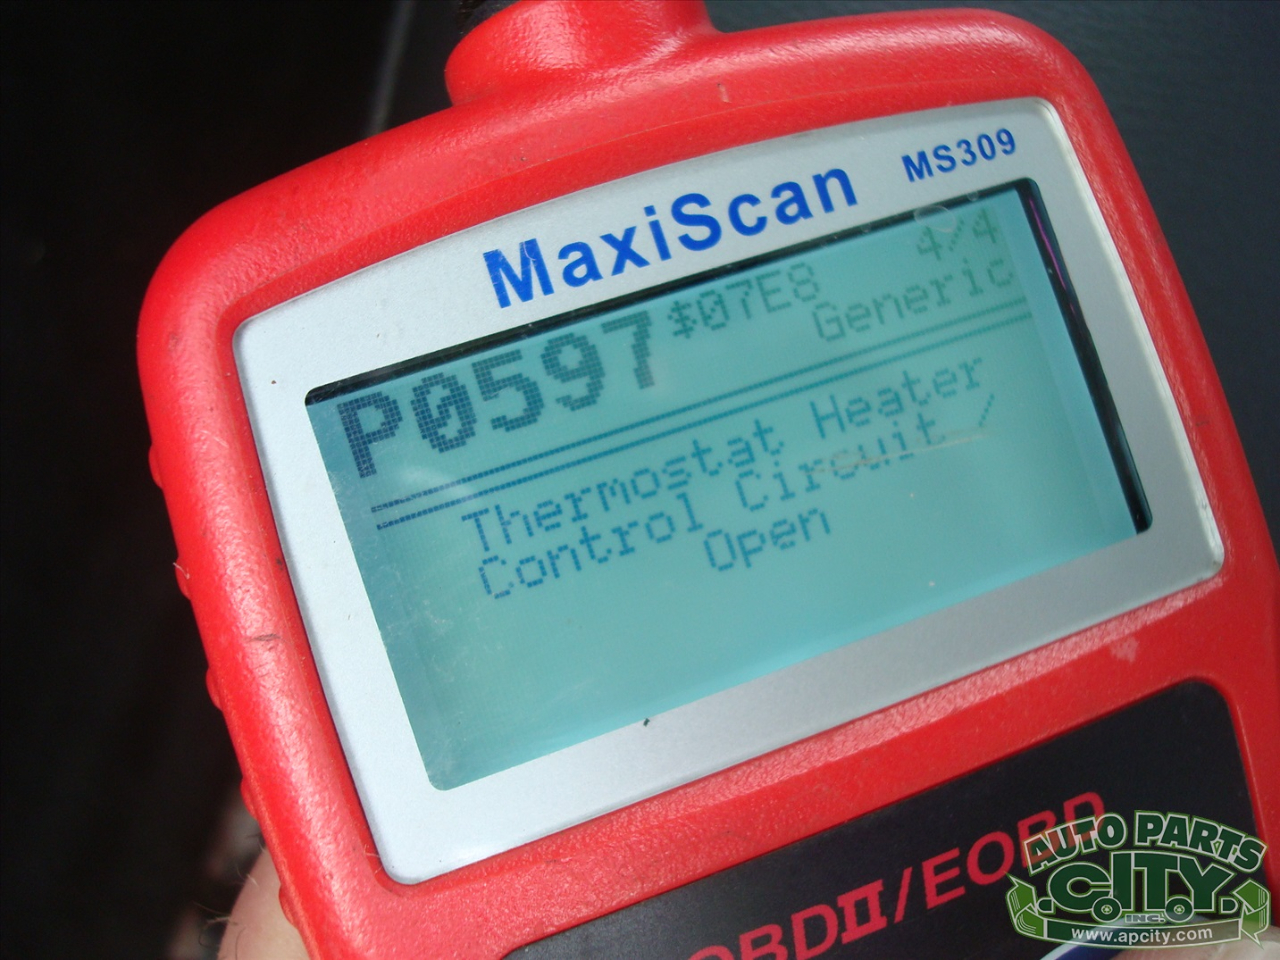 MaxiScan MS309
4/4
P0597 $07E8 Generic
Thermostat Heater
Control Circuit /
Open
OBDII/EOBD
AUTO PARTS
C.I.T.Y.
INC.
www.apcity.com